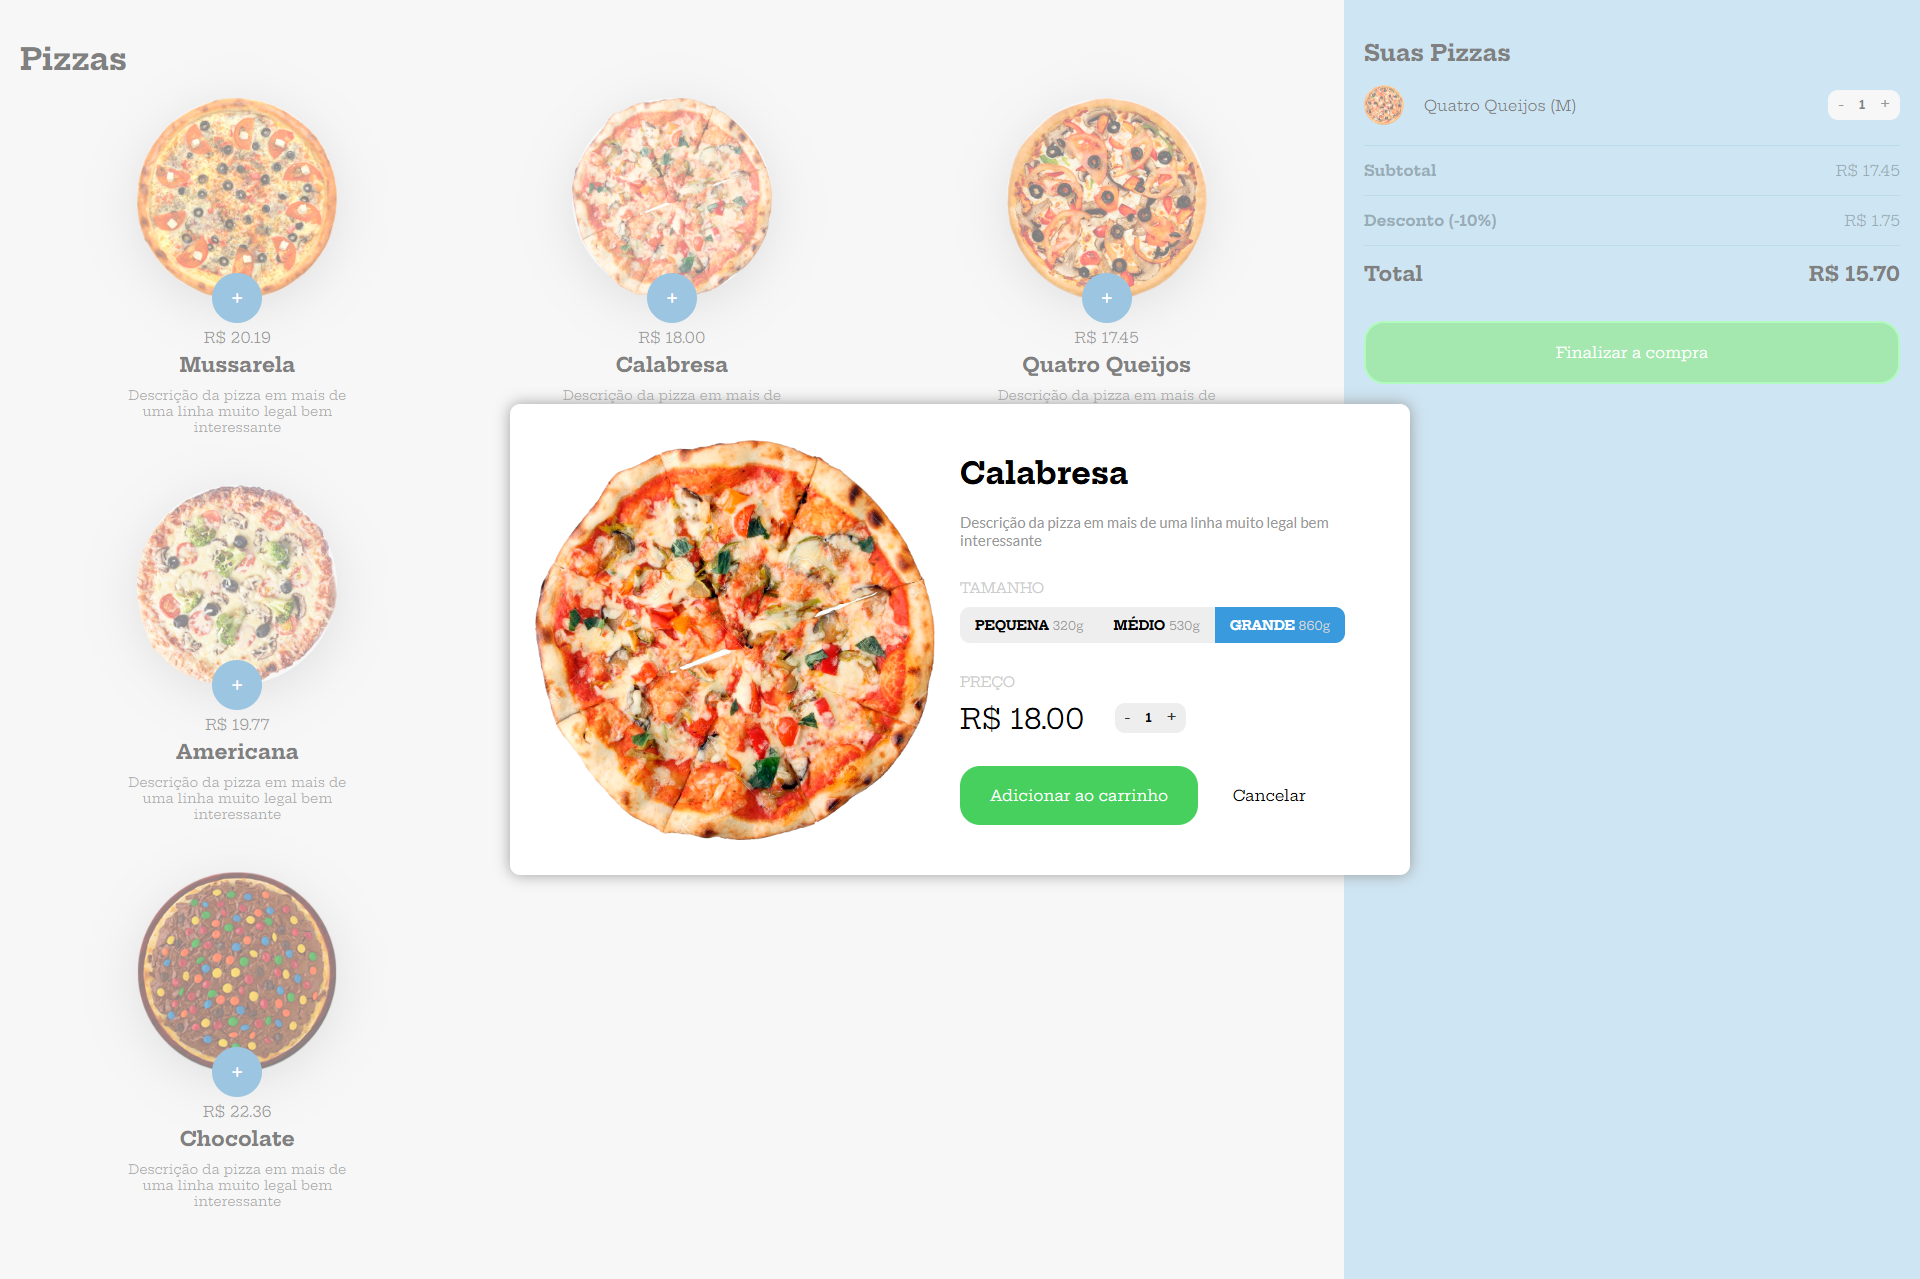 Pizzas
+
R$ 20.19
Mussarela
Descrição da pizza em mais de
uma linha muito legal bem
interessante
+
R$ 18.00
Calabresa
Descrição da pizza em mais de
+
R$ 17.45
Quatro Queijos
Descrição da pizza em mais de
+
R$ 19.77
Americana
Descrição da pizza em mais de
uma linha muito legal bem
interessante
+
R$ 22.36
Chocolate
Descrição da pizza em mais de
uma linha muito legal bem
interessante
Calabresa
Descrição da pizza em mais de uma linha muito legal bem
interessante
TAMANHO
PEQUENA 320g MÉDIO 530g GRANDE 860g
PREÇO
R$ 18.00 - 1 +
Adicionar ao carrinho Cancelar
Suas Pizzas
Quatro Queijos (M) - 1 +
Subtotal R$ 17.45
Desconto (-10%) R$ 1.75
Total R$ 15.70
Finalizar a compra